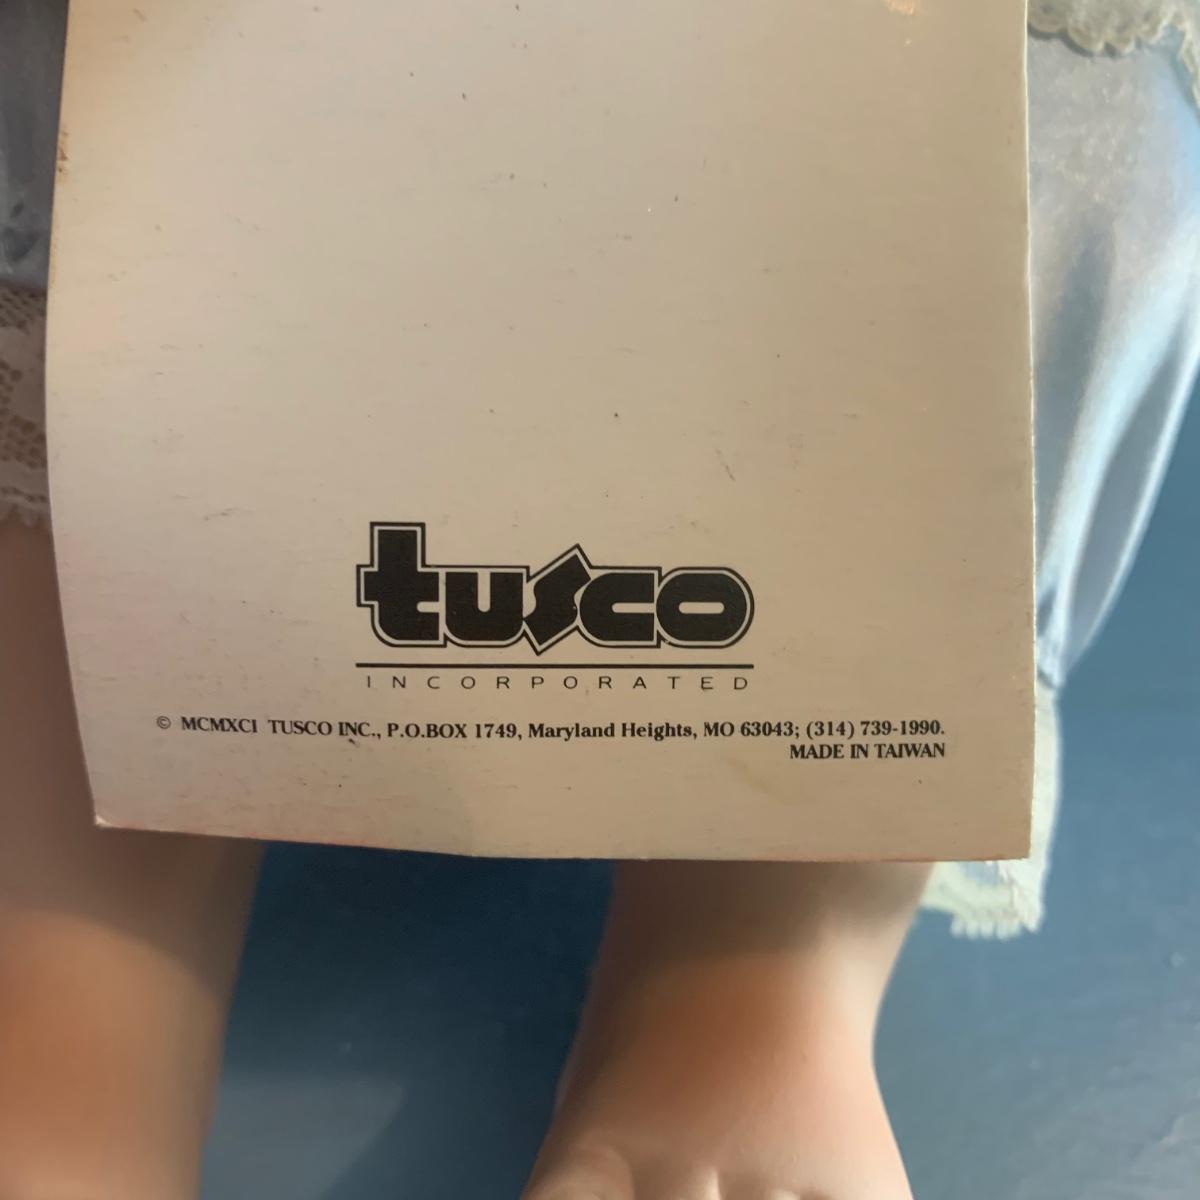 tusco
INCORPORATED
© MCMXCI TUSCO INC., P.O.BOX 1749, Maryland Heights, MO 63043; (314) 739-1990.
MADE IN TAIWAN